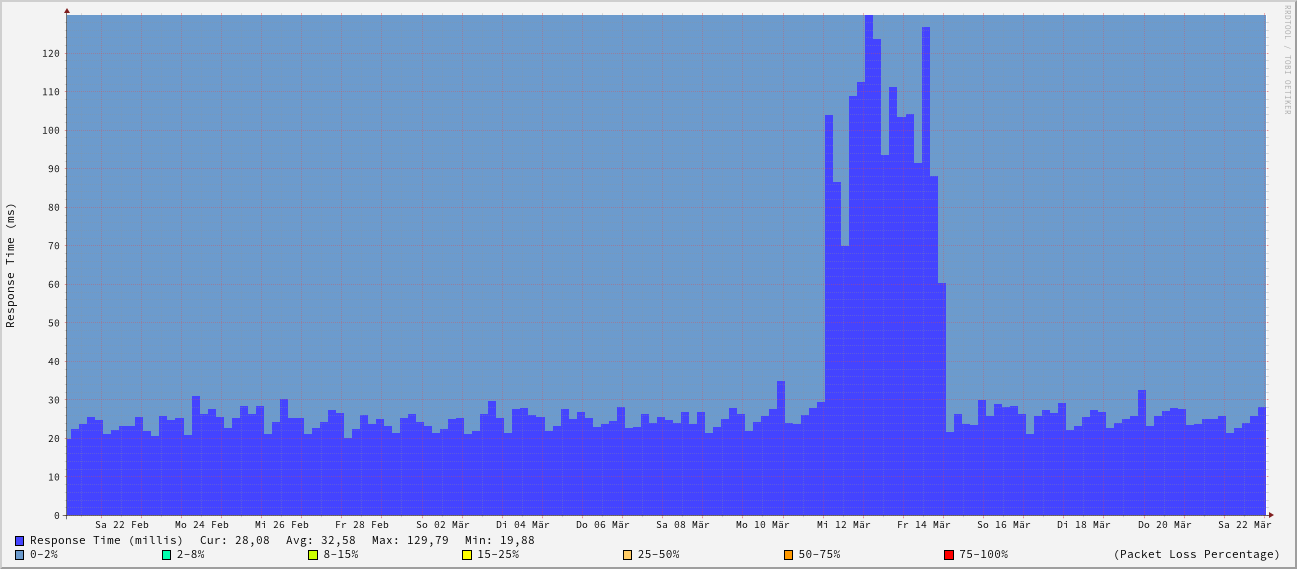 RRDTOOL / TOBI OETIKER
Response Time (ms)
120
110
100
90
80
70
60
50
40
30
20
10
0
Sa 22 Feb Mo 24 Feb Mi 26 Feb Fr 28 Feb So 02 Mär Di 04 Mär Do 06 Mär Sa 08 Mär Mo 10 Mär Mi 12 Mär Fr 14 Mär So 16 Mär Di 18 Mär Do 20 Mär Sa 22 Mär
Response Time (millis) Cur: 28,08 Avg: 32,58 Max: 129,79 Min: 19,88
0-2% 2-8% 8-15% 15-25% 25-50% 50-75% 75-100% (Packet Loss Percentage)